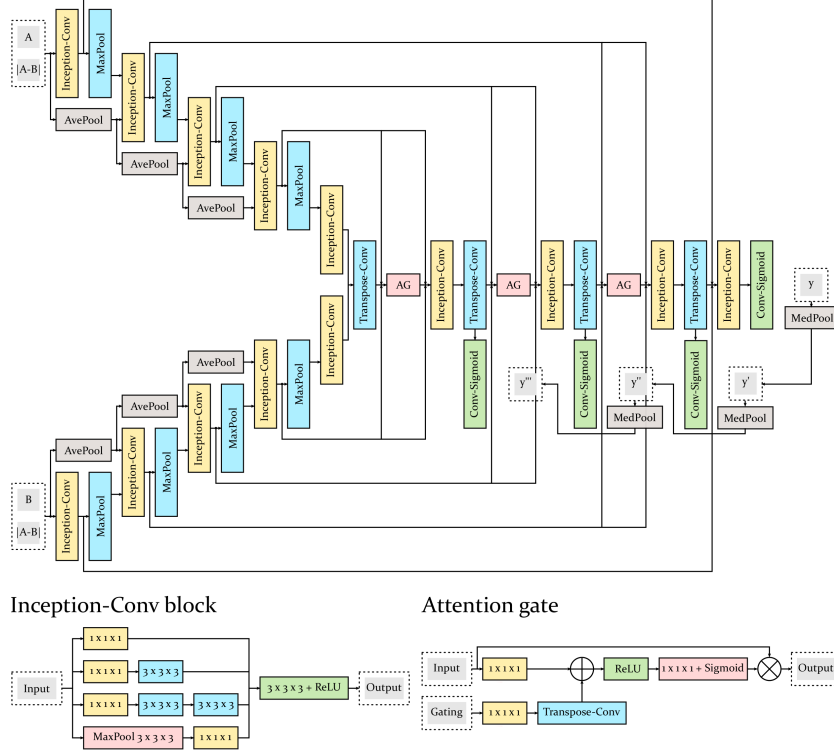 A
|A-B|
Inception-Conv
MaxPool
AvePool
Inception-Conv
MaxPool
AvePool
Inception-Conv
MaxPool
AvePool
Inception-Conv
MaxPool
Inception-Conv
Transpose-Conv
AG
Inception-Conv
Transpose-Conv
AG
Inception-Conv
Transpose-Conv
AG
Inception-Conv
Transpose-Conv
Inception-Conv
Conv-Sigmoid
y
MedPool
Conv-Sigmoid
y'''
Conv-Sigmoid
y''
MedPool
Conv-Sigmoid
y'
MedPool
Inception-Conv
AvePool
Inception-Conv
MaxPool
AvePool
Inception-Conv
MaxPool
AvePool
Inception-Conv
MaxPool
B
|A-B|
Inception-Conv
MaxPool
Inception-Conv block
Attention gate
Input
1 x 1 x 1
1 x 1 x 1
3 x 3 x 3
1 x 1 x 1
3 x 3 x 3
3 x 3 x 3
MaxPool 3 x 3 x 3
1 x 1 x 1
3 x 3 x 3 + ReLU
Output
Input
1 x 1 x 1
ReLU
1 x 1 x 1 + Sigmoid
Output
Gating
1 x 1 x 1
Transpose-Conv